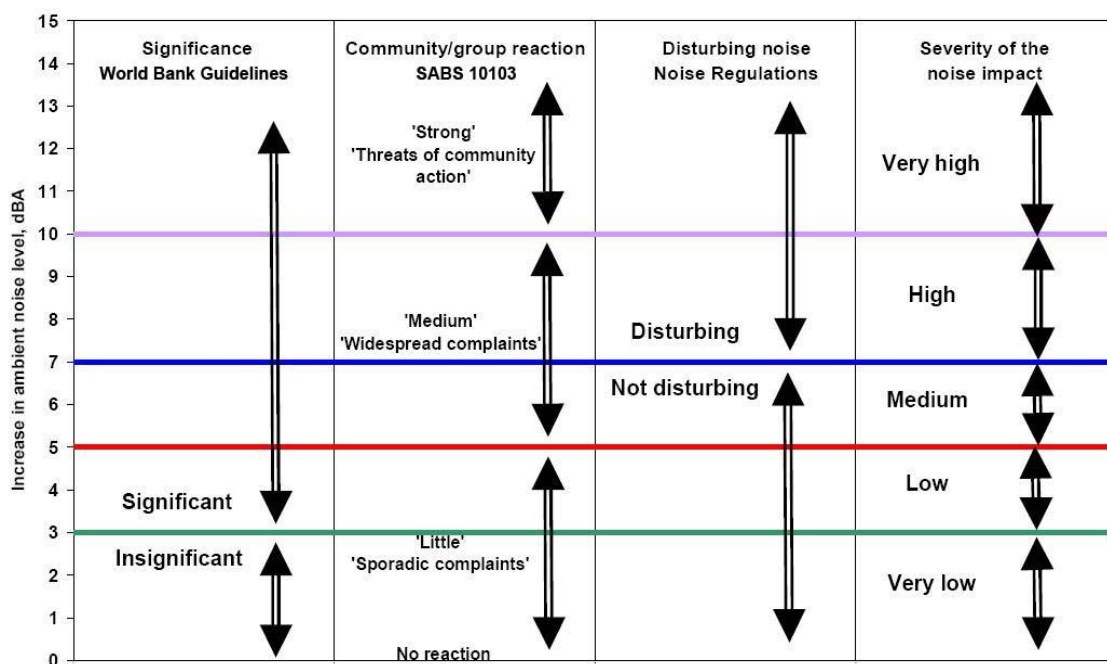 15
14
13
12
11
10
9
8
7
6
5
4
3
2
1
0
Increase in ambient noise level, dBA
Significance
World Bank Guidelines
Significant
Insignificant
Community/group reaction
SABS 10103
'Strong'
'Threats of community
action'
'Medium'
'Widespread complaints'
'Little'
'Sporadic complaints'
No reaction
Disturbing noise
Noise Regulations
Disturbing
Not disturbing
Severity of the
noise impact
Very high
High
Medium
Low
Very low